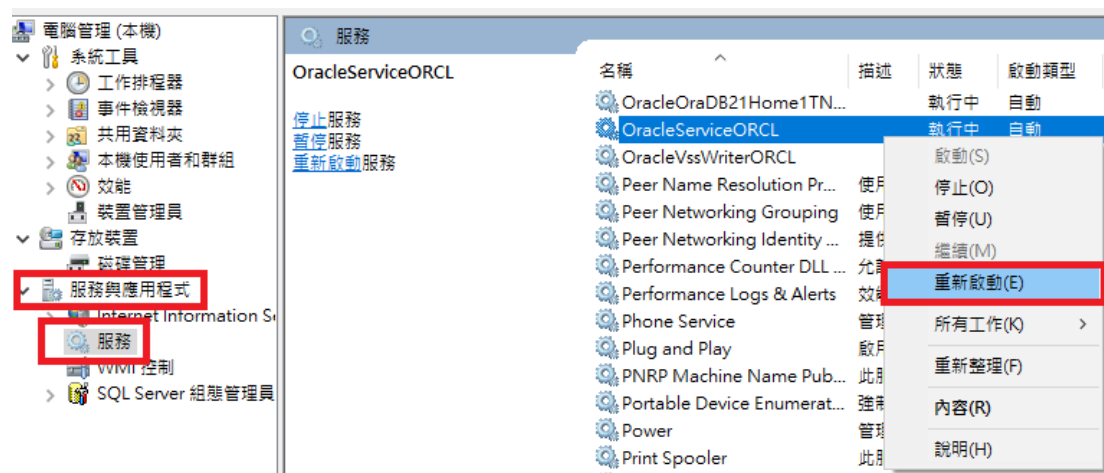 電腦管理 (本機)
系統工具
工作排程器
事件檢視器
共用資料夾
本機使用者和群組
效能
裝置管理員
存放裝置
磁碟管理
服務與應用程式
Internet Information S
服務
WMI 控制
SQL Server 組態管理員
服務
OracleServiceORCL
停止服務
暫停服務
重新啟動服務
名稱 描述 狀態 啟動類型
OracleOraDB21Home1TN... 執行中 自動
OracleServiceORCL 執行中 自動
OracleVssWriterORCL
Peer Name Resolution Pr... 使用
Peer Networking Grouping 使用
Peer Networking Identity ... 提供
Performance Counter DLL ... 允許
Performance Logs & Alerts 效能
Phone Service 管理
Plug and Play 啟用
PNRP Machine Name Pub... 此服
Portable Device Enumerat... 強制
Power 管理
Print Spooler 此服
啟動(S)
停止(O)
暫停(U)
繼續(M)
重新啟動(E)
所有工作(K)
重新整理(F)
內容(R)
說明(H)